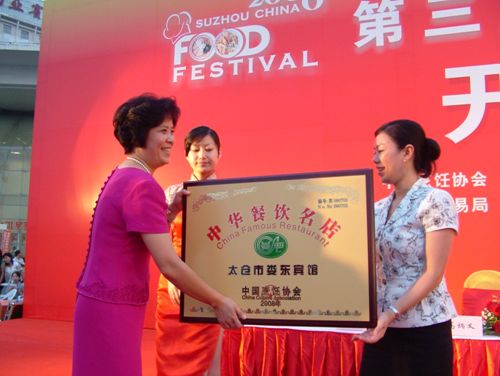 SUZHOU CHINA
FOOD
FESTIVAL
第三
开
烹饪协会
易局
中华餐饮名店
China Famous Restaurant
太仓市娄东宾馆
中国烹饪协会
China Cuisine Association
2008年